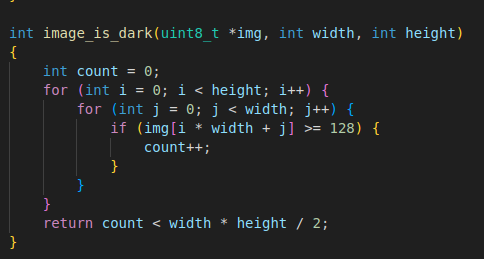 }
int image_is_dark(uint8_t *img, int width, int height)
{
    int count = 0;
    for (int i = 0; i < height; i++) {
        for (int j = 0; j < width; j++) {
            if (img[i * width + j] >= 128) {
                count++;
            }
        }
    }
    return count < width * height / 2;
}